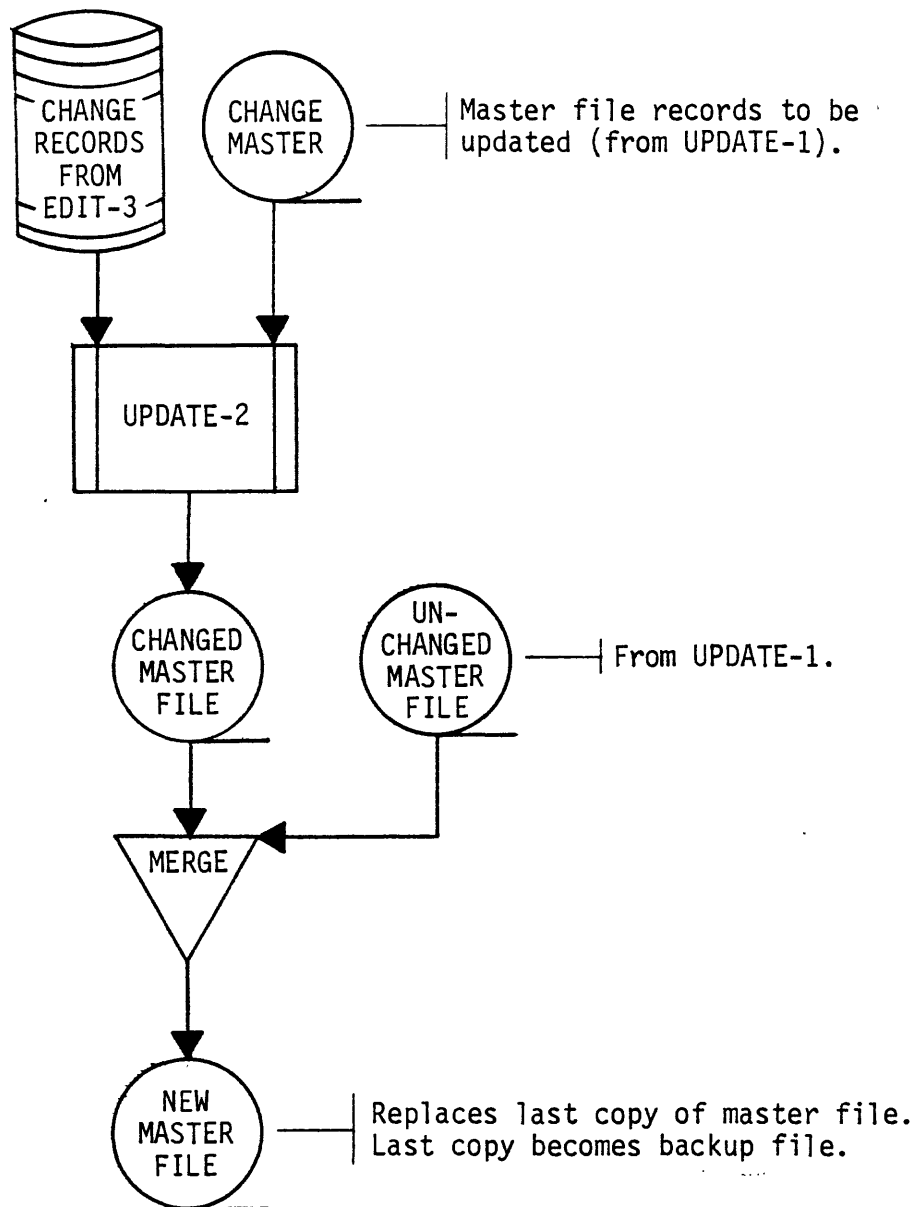 CHANGE
RECORDS
FROM
EDIT-3
CHANGE
MASTER
Master file records to be
updated (from UPDATE-1).
UPDATE-2
CHANGED
MASTER
FILE
UN-
CHANGED
MASTER
FILE
From UPDATE-1.
MERGE
NEW
MASTER
FILE
Replaces last copy of master file.
Last copy becomes backup file.